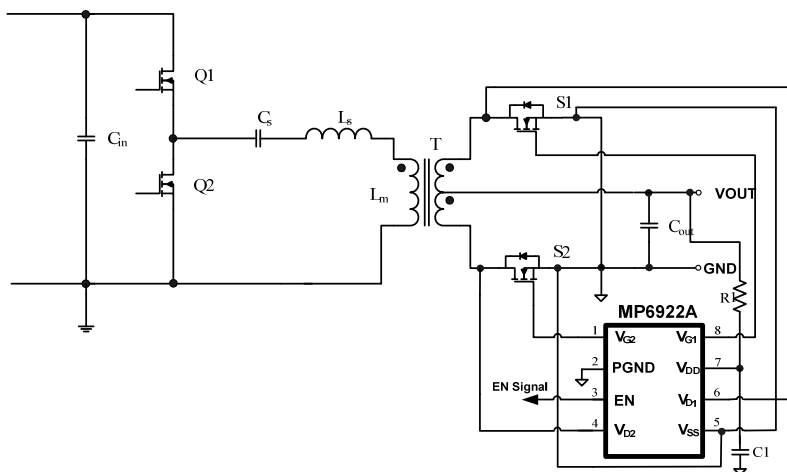 Q1
S1
Cs
Ls
T
Cin
Q2
Lm
VOUT
Cout
S2
GND
R1
MP6922A
1 VG2 VG1 8
2 PGND VDD 7
EN Signal 3 EN VD1 6
4 VD2 VSS 5
C1